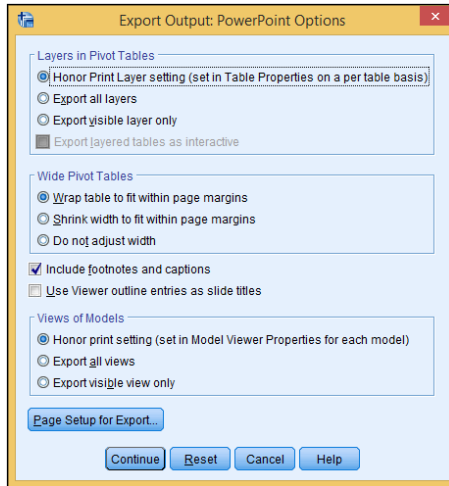 Export Output: PowerPoint Options
x
Layers in Pivot Tables
Honor Print Layer setting (set in Table Properties on a per table basis)
Export all layers
Export visible layer only
Export layered tables as interactive
Wide Pivot Tables
Wrap table to fit within page margins
Shrink width to fit within page margins
Do not adjust width
Include footnotes and captions
Use Viewer outline entries as slide titles
Views of Models
Honor print setting (set in Model Viewer Properties for each model)
Export all views
Export visible view only
Page Setup for Export...
Continue Reset Cancel Help